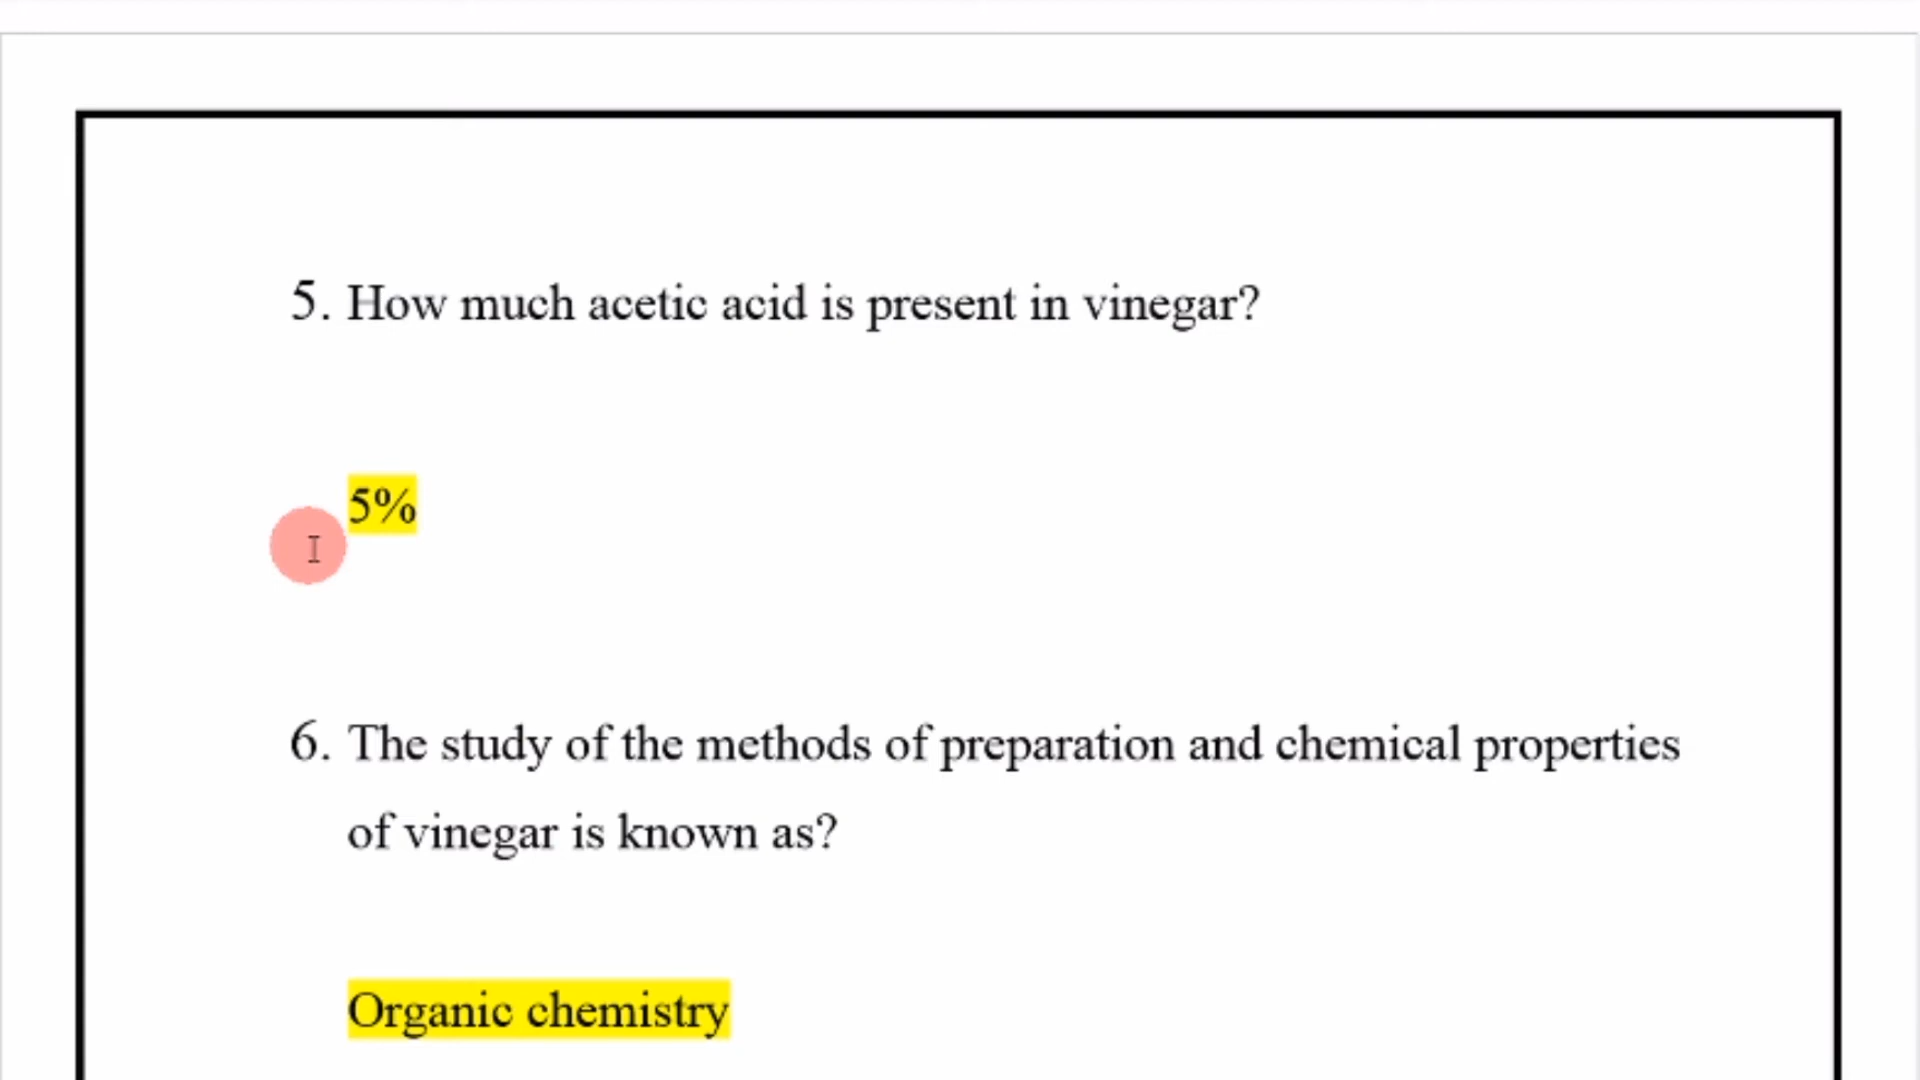 5. How much acetic acid is present in vinegar?
5%
6. The study of the methods of preparation and chemical properties
of vinegar is known as?
Organic chemistry